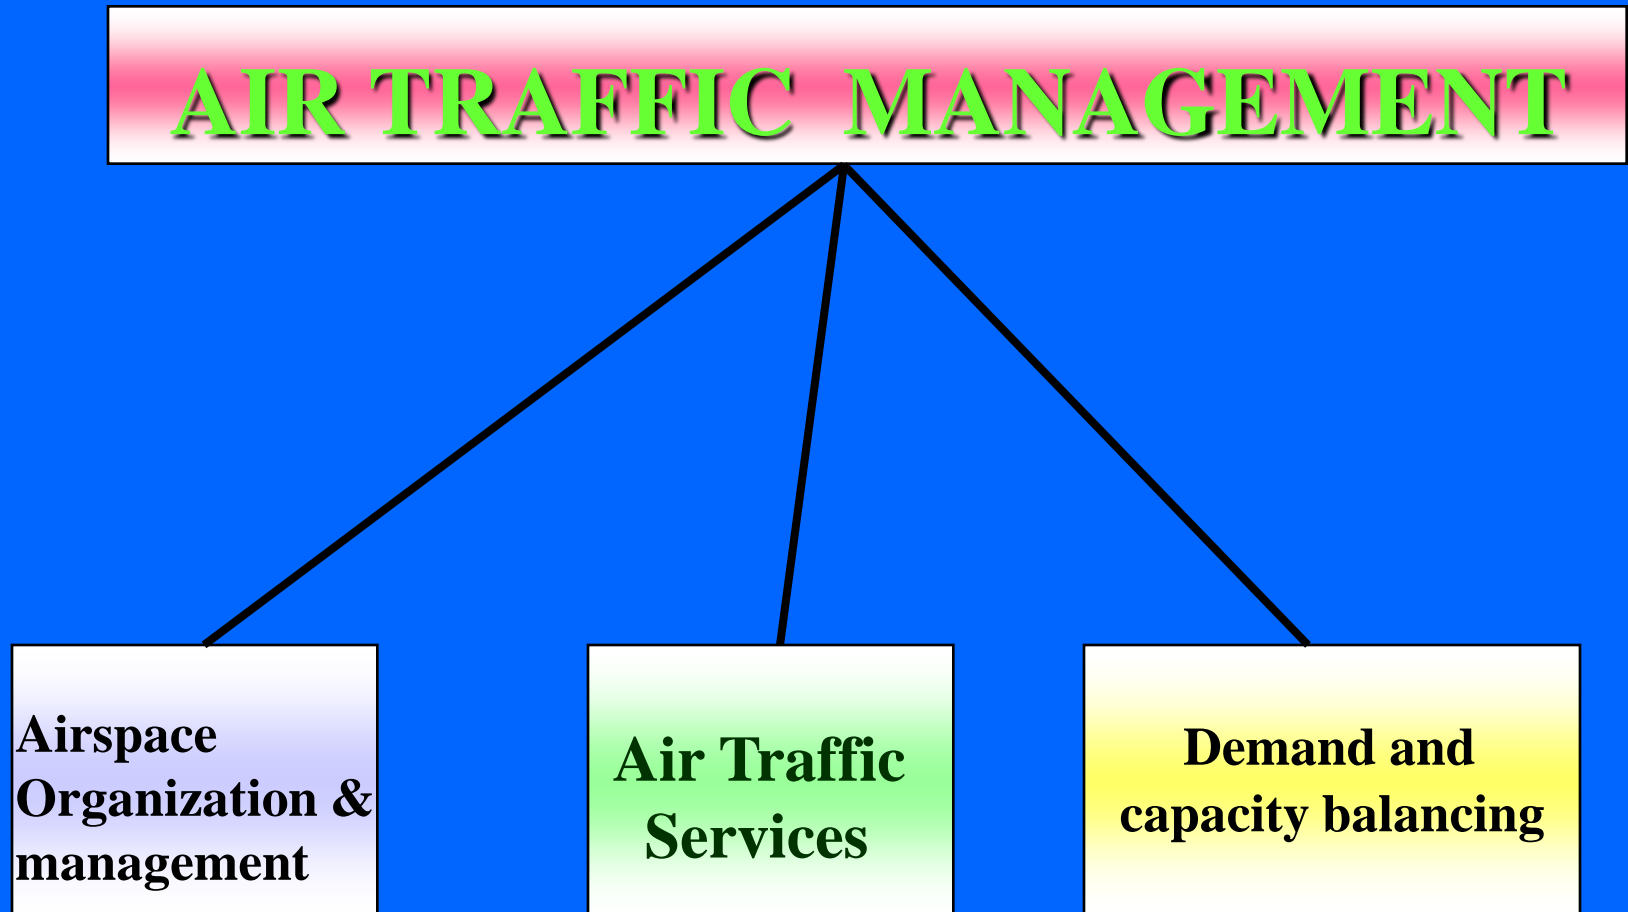 AIR TRAFFIC MANAGEMENT
Airspace
Organization &
management
Air Traffic
Services
Demand and
capacity balancing